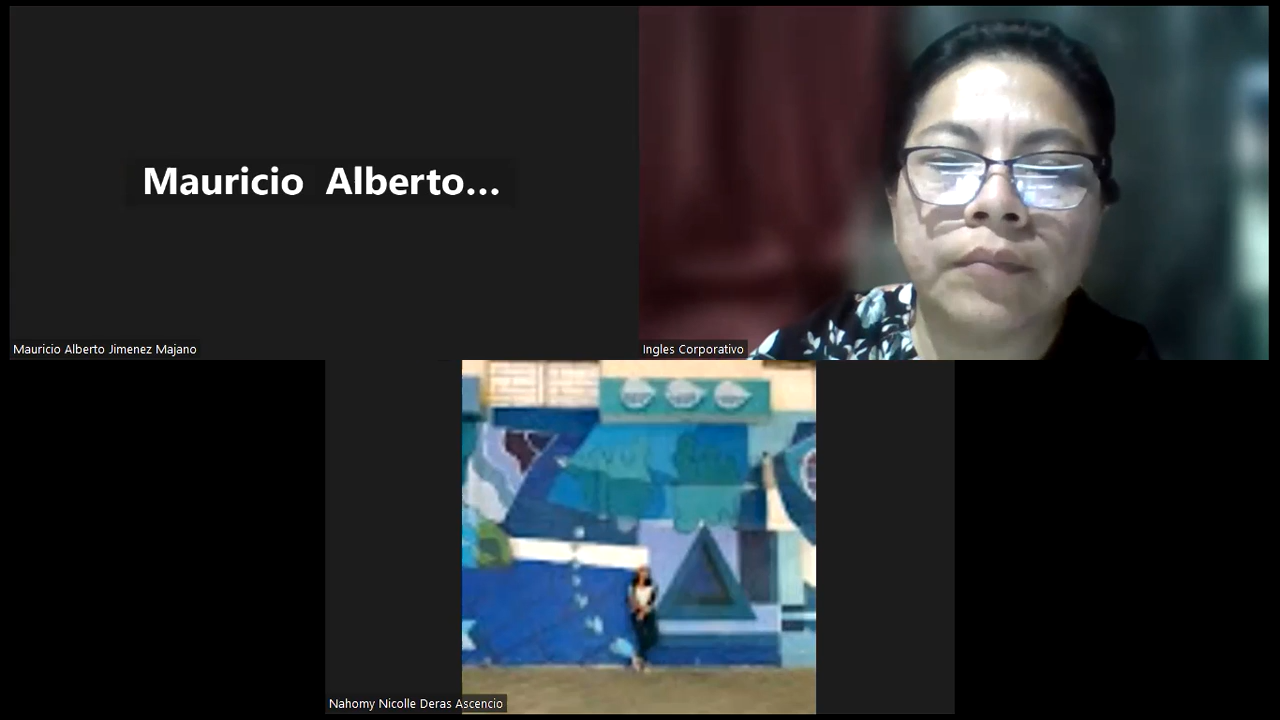 Mauricio Alberto...
Mauricio Alberto Jimenez Majano
Ingles Corporativo
Nahomy Nicolle Deras Ascencio